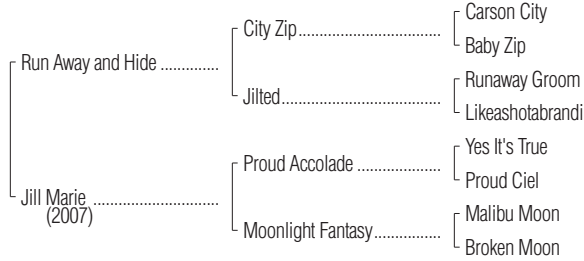 Carson City
City Zip
Baby Zip
Run Away and Hide
Runaway Groom
Jilted
Likeashotabrandi
Yes It's True
Proud Accolade
Proud Ciel
Jill Marie
(2007)
Malibu Moon
Moonlight Fantasy
Broken Moon